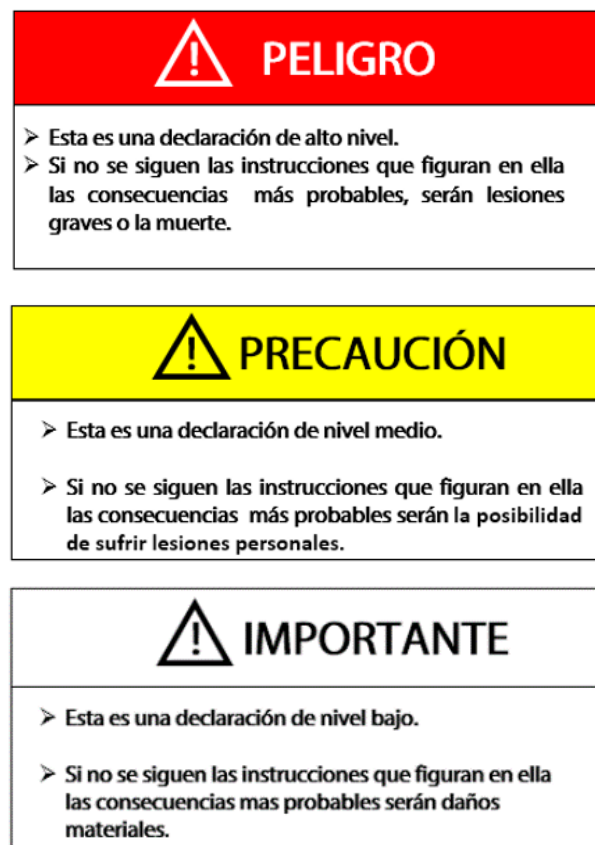 PELIGRO
➢ Esta es una declaración de alto nivel.
➢ Si no se siguen las instrucciones que figuran en ella
las consecuencias más probables, serán lesiones
graves o la muerte.
PRECAUCIÓN
➢ Esta es una declaración de nivel medio.
➢ Si no se siguen las instrucciones que figuran en ella
las consecuencias más probables serán la posibilidad
de sufrir lesiones personales.
IMPORTANTE
➢ Esta es una declaración de nivel bajo.
➢ Si no se siguen las instrucciones que figuran en ella
las consecuencias mas probables serán daños
materiales.